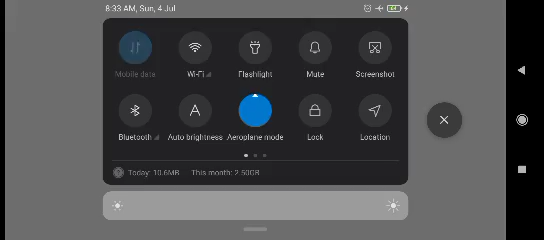 8:33 AM, Sun, 4 Jul
64
Mobile data Wi-Fi Flashlight Mute Screenshot
A
Bluetooth Auto brightness Aeroplane mode Lock Location
Today: 10.6MB This month: 2.50GB